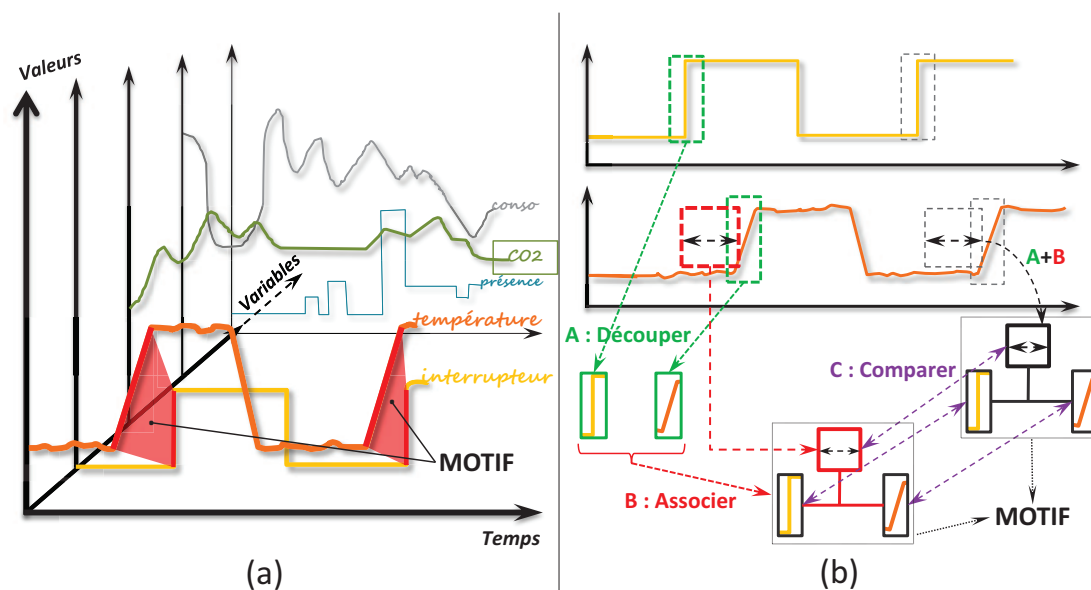 Valeurs
conso
CO2
Variables
présence
température
interrupteur
MOTIF
Temps
(a)
A+B
A : Découper
C : Comparer
B : Associer
MOTIF
(b)